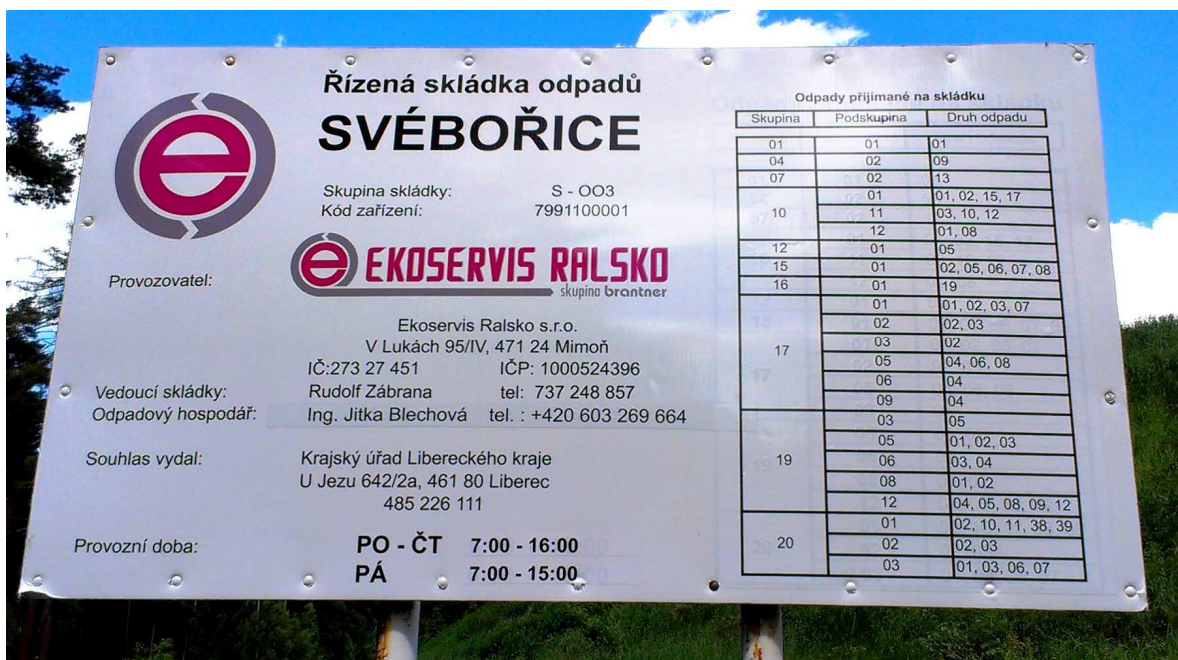 Řízená skládka odpadů
SVÉBOŘICE
Skupina skládky: S - OO3
Kód zařízení: 7991100001
Provozovatel:
e EKOSERVIS RALSKO
skupina brantner
Ekoservis Ralsko s.r.o.
V Lukách 95/IV, 471 24 Mimoň
IČ:273 27 451 IČP: 1000524396
Vedoucí skládky: Rudolf Zábrana tel: 737 248 857
Odpadový hospodář: Ing. Jitka Blechová tel. : +420 603 269 664
Souhlas vydal: Krajský úřad Libereckého kraje
U Jezu 642/2a, 461 80 Liberec
485 226 111
Provozní doba: PO - ČT 7:00 - 16:00
PÁ 7:00 - 15:00
Odpady přijímané na skládku
Skupina Podskupina Druh odpadu
01 01 01
04 02 09
07 02 13
01 01, 02, 15, 17
10 11 03, 10, 12
12 01, 08
12 01 05
15 01 02, 05, 06, 07, 08
16 01 19
01 01, 02, 03, 07
02 02, 03
17 03 02
05 04, 06, 08
06 04
09 04
03 05
05 01, 02, 03
19 06 03, 04
08 01, 02
12 04, 05, 08, 09, 12
01 02, 10, 11, 38, 39
20 02 02, 03
03 01, 03, 06, 07